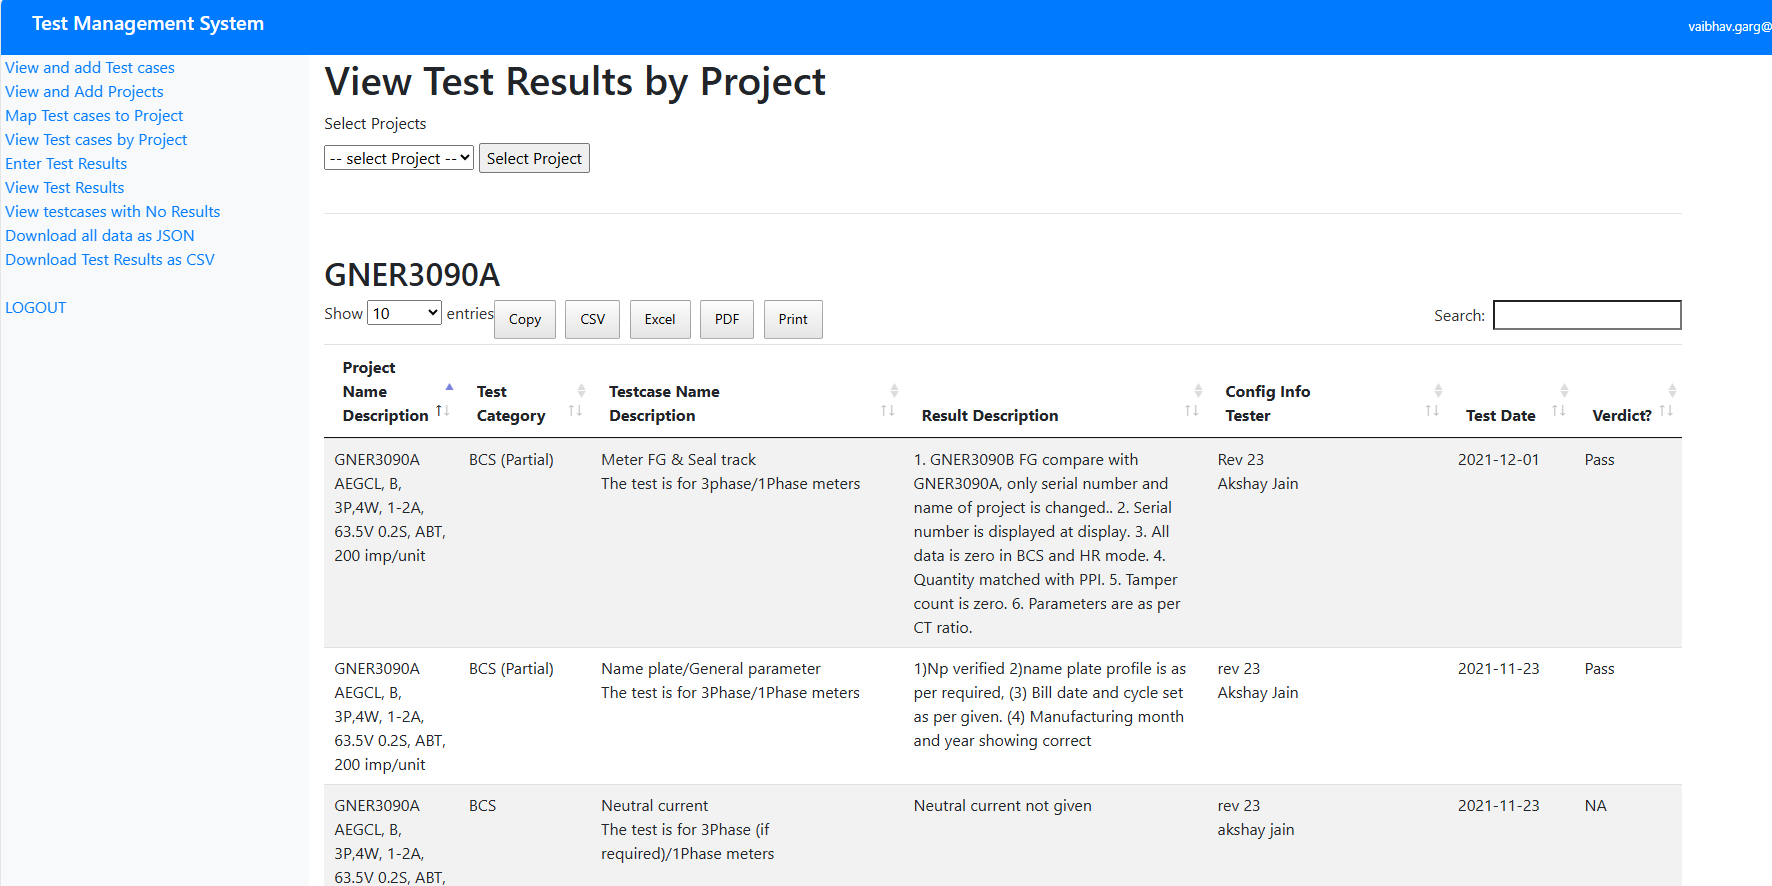 Test Management System
vaibhav.garg@
View and add Test cases
View and Add Projects
Map Test cases to Project
View Test cases by Project
Enter Test Results
View Test Results
View testcases with No Results
Download all data as JSON
Download Test Results as CSV
LOGOUT
View Test Results by Project
Select Projects
-- select Project -- Select Project
GNER3090A
Show 10 entries Copy CSV Excel PDF Print Search:
Project
Name
Description
Test
Category
Testcase Name
Description
Result Description
Config Info
Tester
Test Date
Verdict?
GNER3090A
AEGCL, B,
3P,4W, 1-2A,
63.5V 0.2S, ABT,
200 imp/unit
BCS (Partial)
Meter FG & Seal track
The test is for 3phase/1Phase meters
1. GNER3090B FG compare with
GNER3090A, only serial number and
name of project is changed.. 2. Serial
number is displayed at display. 3. All
data is zero in BCS and HR mode. 4.
Quantity matched with PPI. 5. Tamper
count is zero. 6. Parameters are as per
CT ratio.
Rev 23
Akshay Jain
2021-12-01
Pass
GNER3090A
AEGCL, B,
3P,4W, 1-2A,
63.5V 0.2S, ABT,
200 imp/unit
BCS (Partial)
Name plate/General parameter
The test is for 3Phase/1Phase meters
1)Np verified 2)name plate profile is as
per required, (3) Bill date and cycle set
as per given. (4) Manufacturing month
and year showing correct
rev 23
Akshay Jain
2021-11-23
Pass
GNER3090A
AEGCL, B,
3P,4W, 1-2A,
63.5V 0.2S, ABT,
BCS
Neutral current
The test is for 3Phase (if
required)/1Phase meters
Neutral current not given
rev 23
akshay jain
2021-11-23
NA